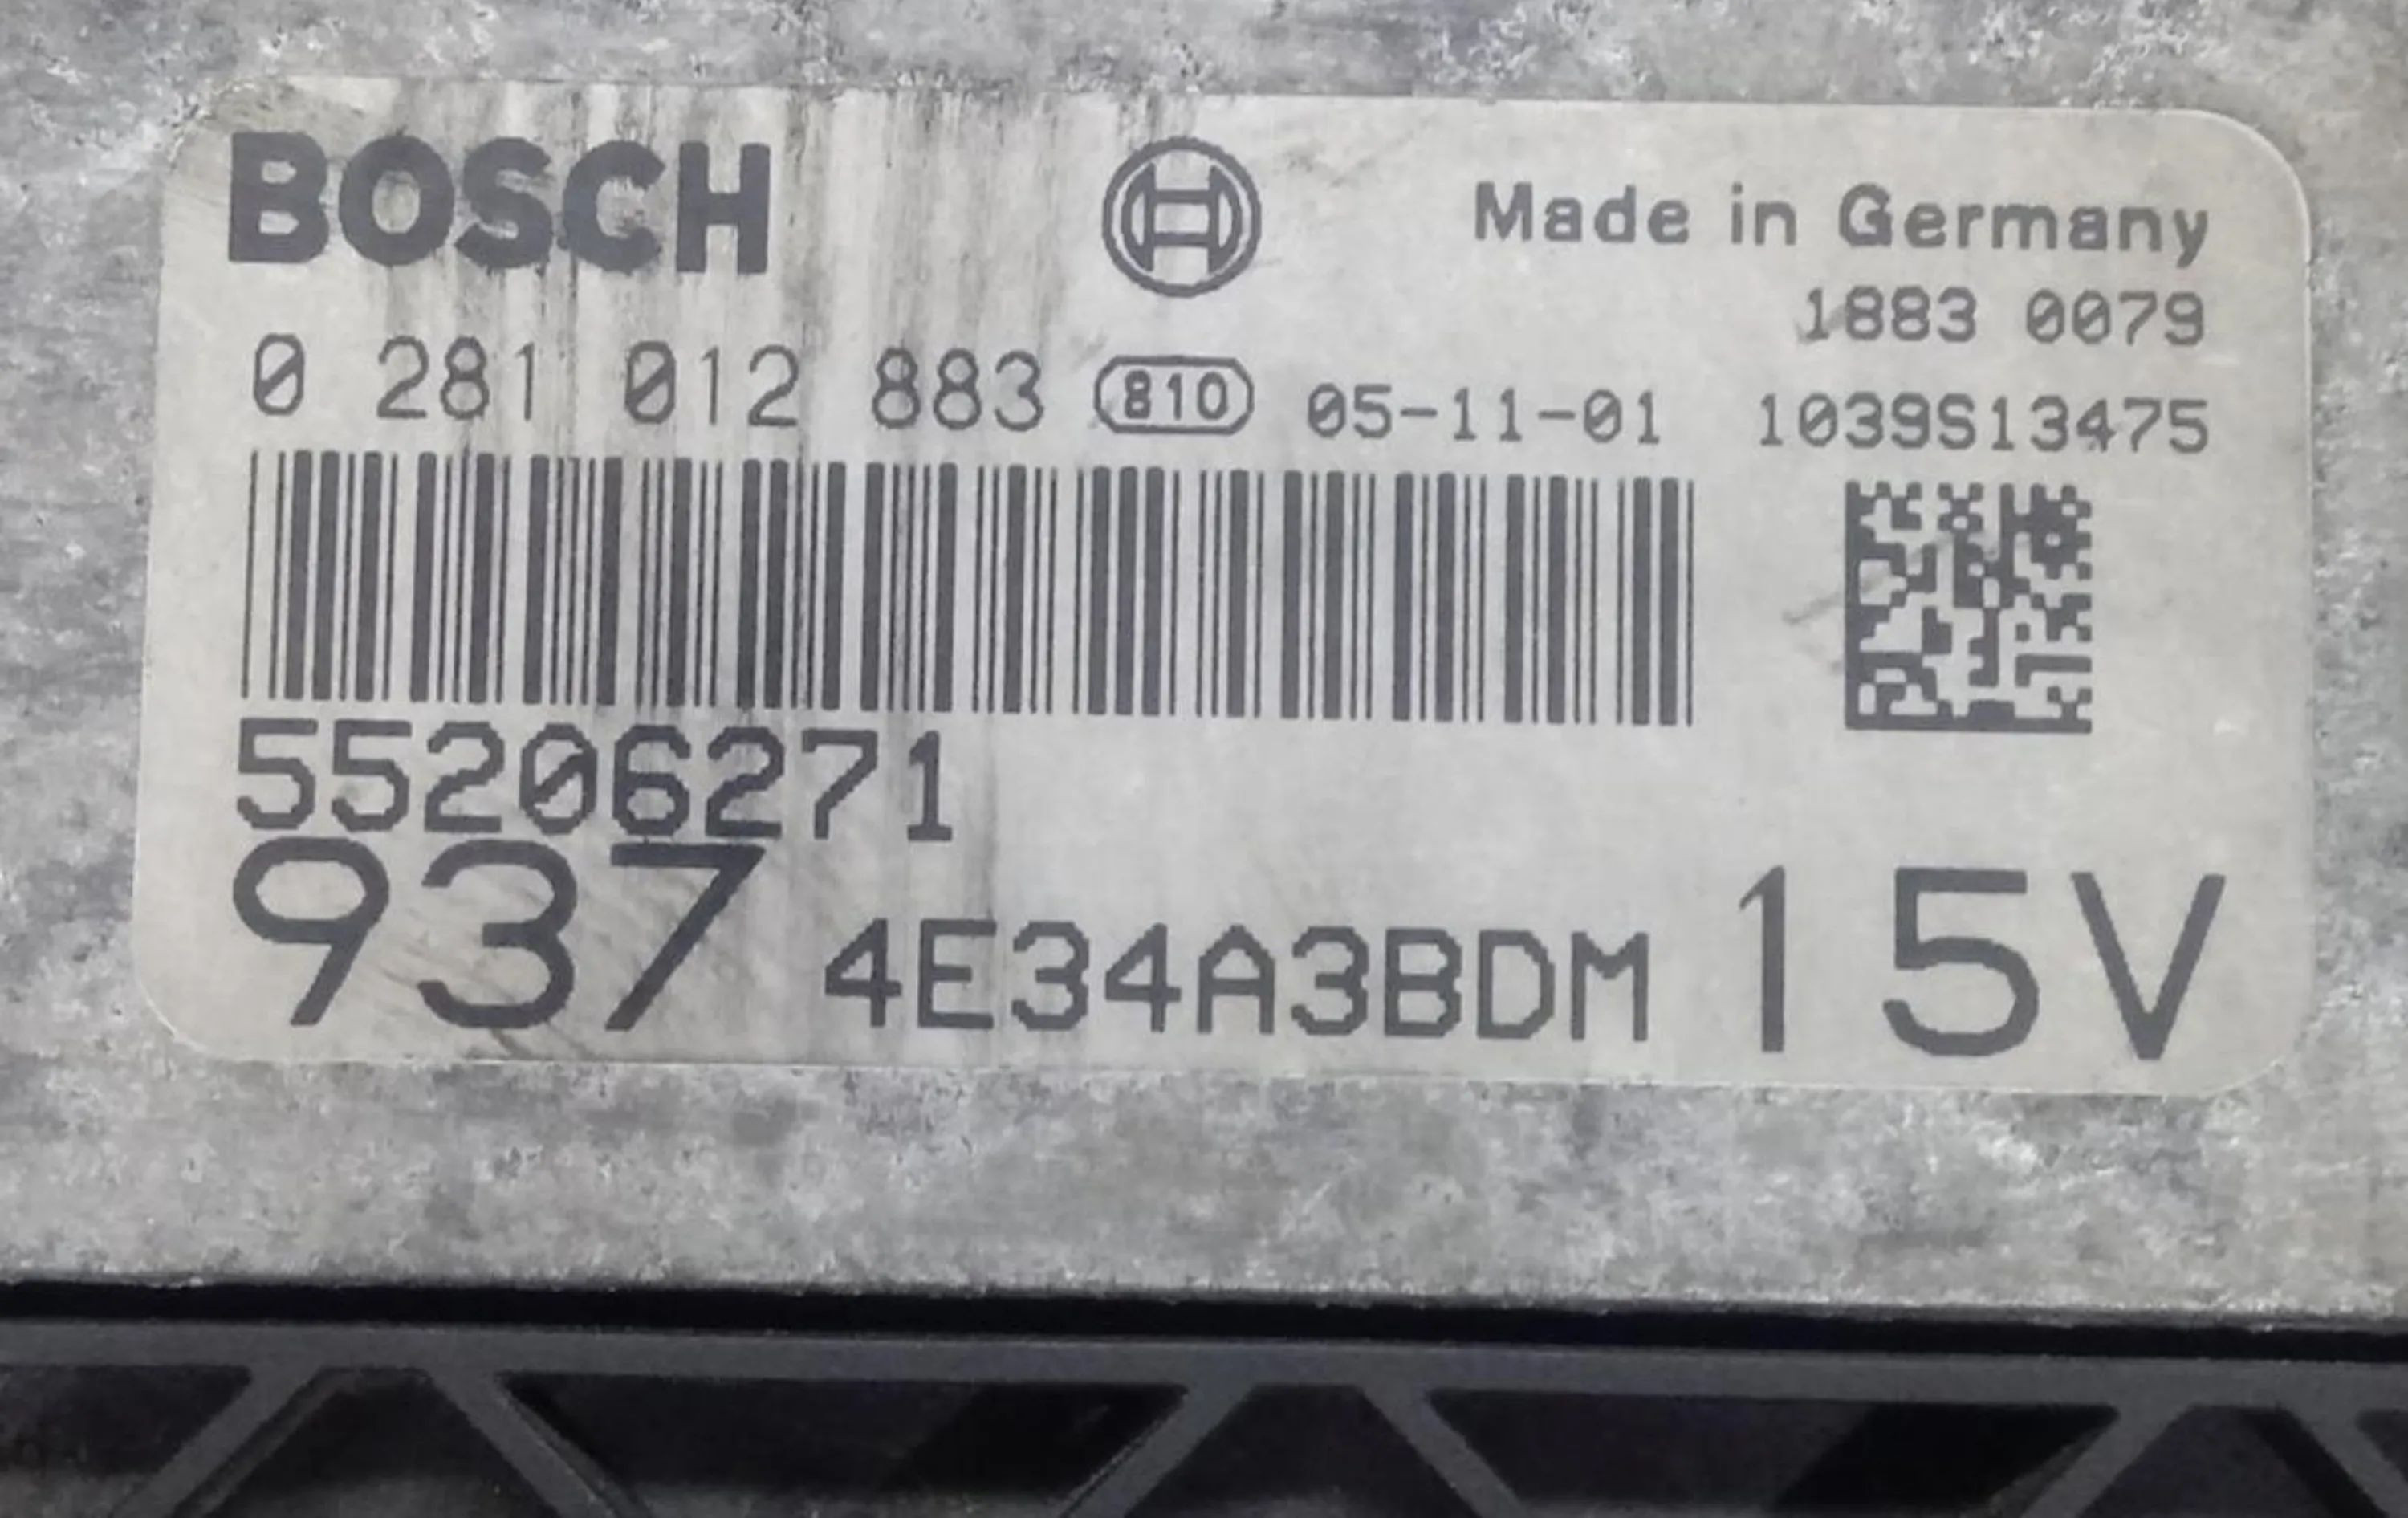 BOSCH Made in Germany
1883 0079
0 281 012 883 810 05-11-01 1039S13475
55206271
937 4E34A3BDM 15V